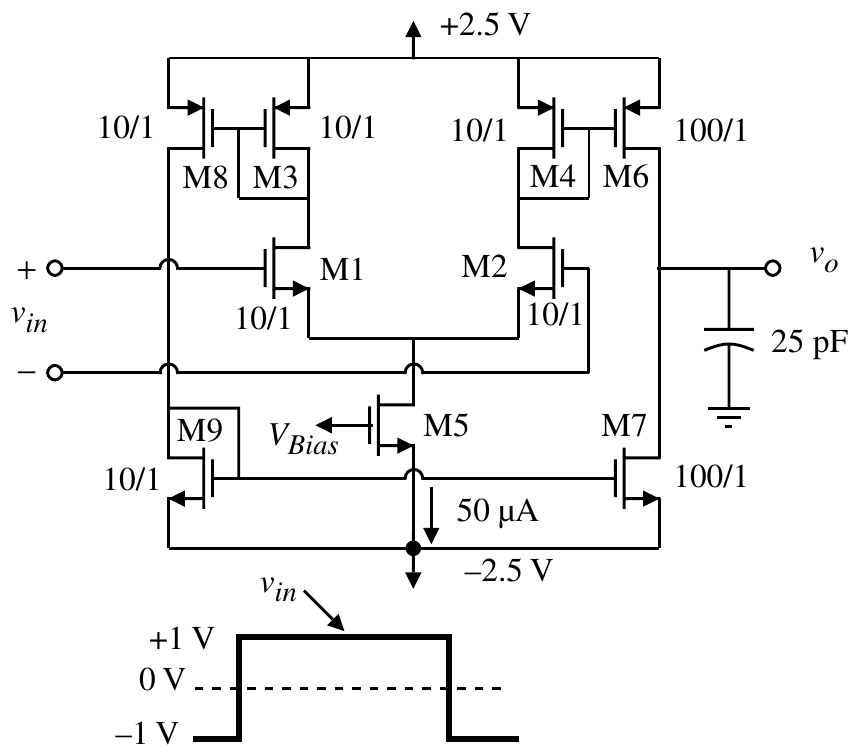 +2.5 V
10/1
10/1
10/1
100/1
M8
M3
M4
M6
+
M1
M2
v_o
v_in
10/1
10/1
−
25 pF
M9
V_Bias
M5
M7
10/1
100/1
50 µA
−2.5 V
v_in
+1 V
0 V
−1 V